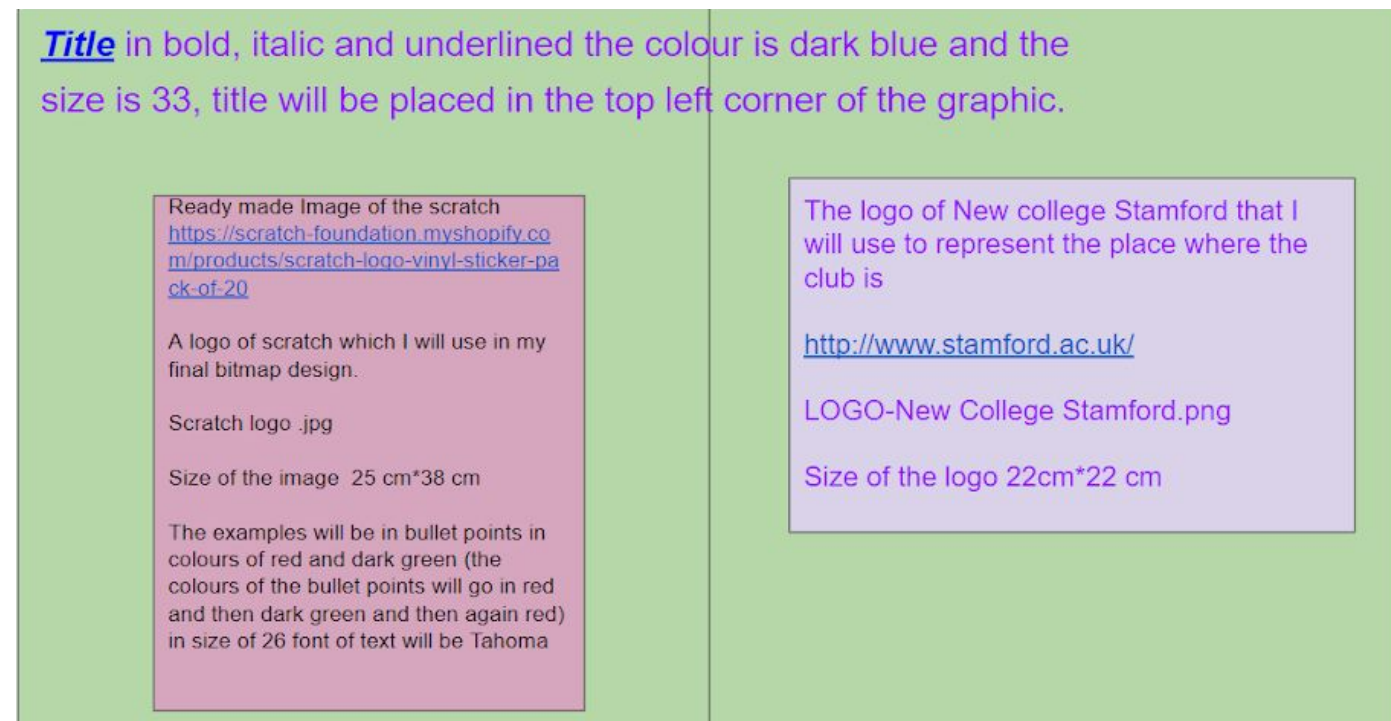 Title in bold, italic and underlined the colour is dark blue and the
size is 33, title will be placed in the top left corner of the graphic.
Ready made Image of the scratch
https://scratch-foundation.myshopify.co
m/products/scratch-logo-vinyl-sticker-pa
ck-of-20
A logo of scratch which I will use in my
final bitmap design.
Scratch logo .jpg
Size of the image  25 cm*38 cm
The examples will be in bullet points in
colours of red and dark green (the
colours of the bullet points will go in red
and then dark green and then again red)
in size of 26 font of text will be Tahoma
The logo of New college Stamford that I
will use to represent the place where the
club is
http://www.stamford.ac.uk/
LOGO-New College Stamford.png
Size of the logo 22cm*22 cm